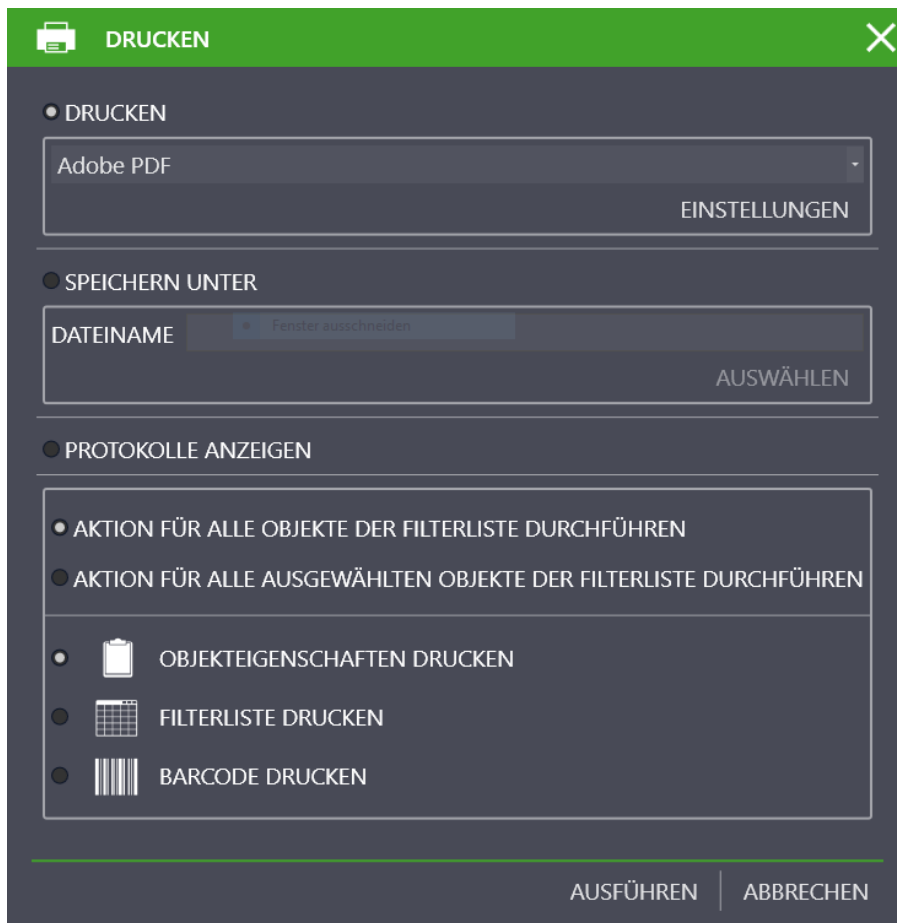 DRUCKEN
DRUCKEN
Adobe PDF
EINSTELLUNGEN
SPEICHERN UNTER
DATEINAME
Fenster ausschneiden
AUSWÄHLEN
PROTOKOLLE ANZEIGEN
AKTION FÜR ALLE OBJEKTE DER FILTERLISTE DURCHFÜHREN
AKTION FÜR ALLE AUSGEWÄHLTEN OBJEKTE DER FILTERLISTE DURCHFÜHREN
OBJEKTEIGENSCHAFTEN DRUCKEN
FILTERLISTE DRUCKEN
BARCODE DRUCKEN
AUSFÜHREN
ABBRECHEN